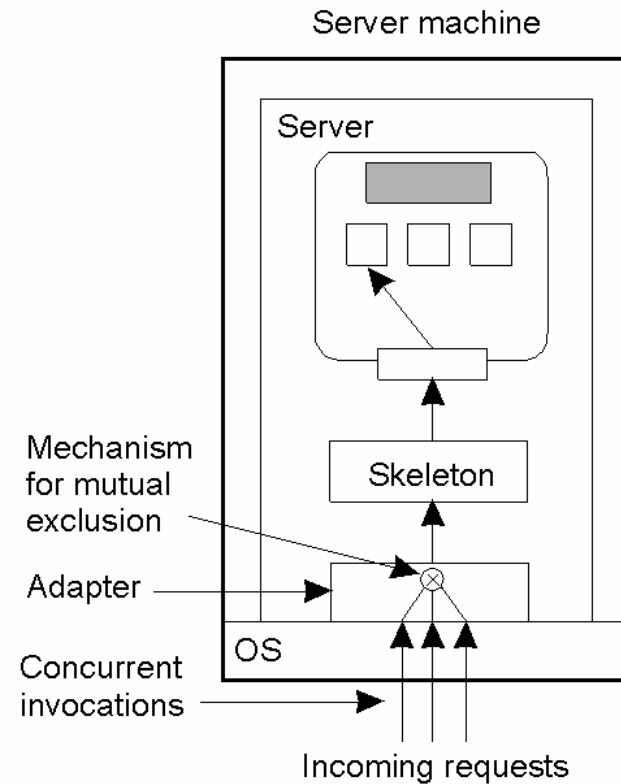 Server machine
Server
Mechanism
for mutual
exclusion
Skeleton
Adapter
OS
Concurrent
invocations
Incoming requests